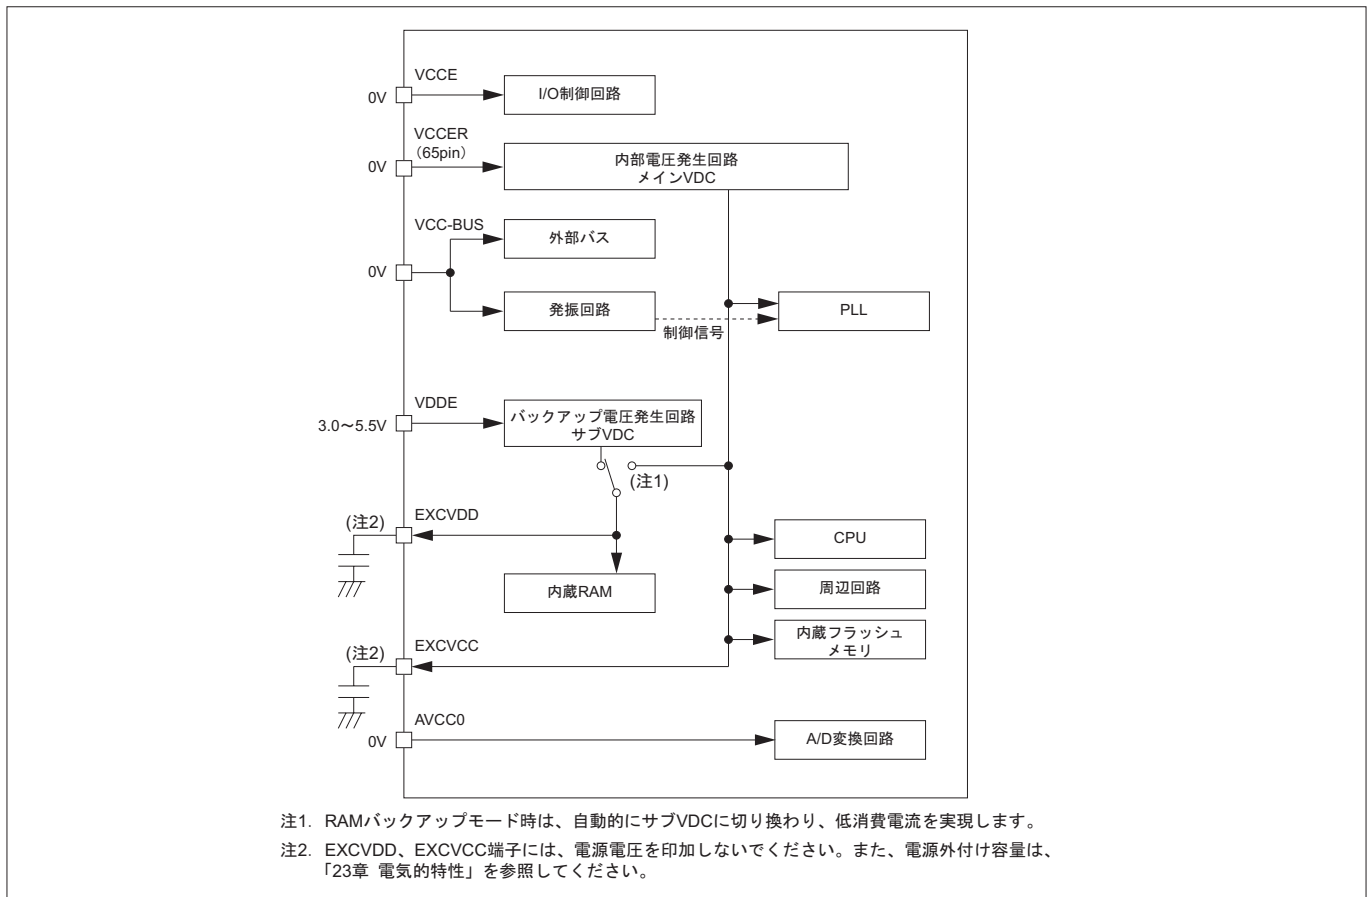 VCCE
0V
I/O制御回路
VCCER
(65pin)
0V
内部電圧発生回路
メインVDC
VCC-BUS
0V
外部バス
発振回路
制御信号
PLL
VDDE
3.0～5.5V
バックアップ電圧発生回路
サブVDC
(注1)
EXCVDD
(注2)
CPU
内蔵RAM
周辺回路
内蔵フラッシュ
メモリ
EXCVCC
(注2)
AVCC0
0V
A/D変換回路
注1. RAMバックアップモード時は、自動的にサブVDCに切り換わり、低消費電流を実現します。
注2. EXCVDD、EXCVCC端子には、電源電圧を印加しないでください。また、電源外付け容量は、
「23章 電気的特性」を参照してください。